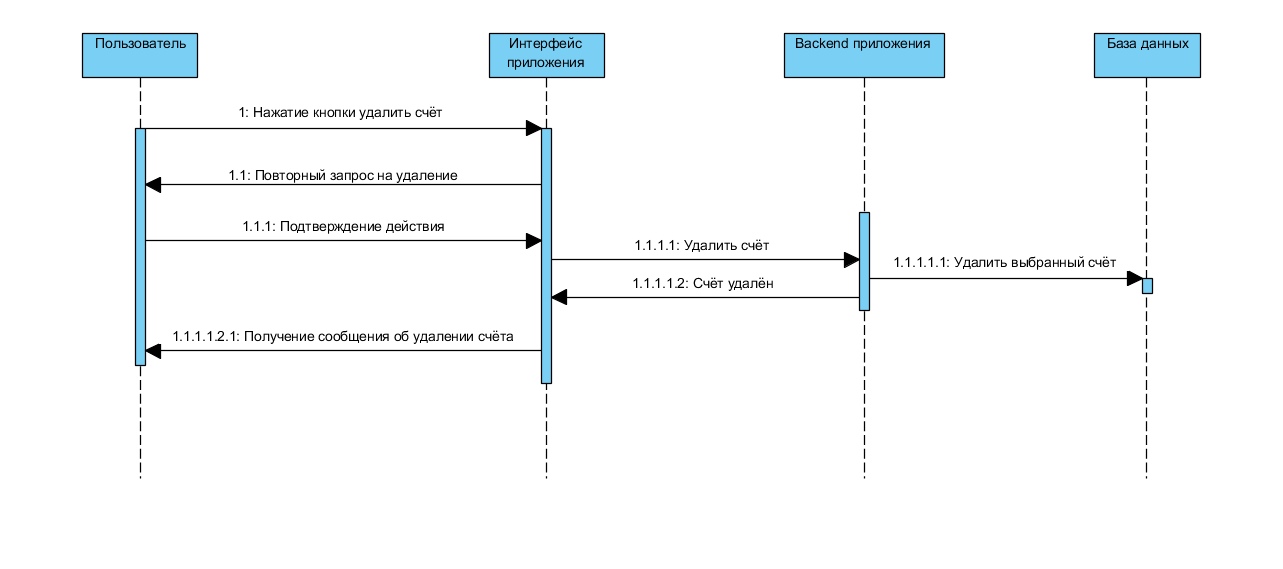 Пользователь
Интерфейс
приложения
Backend приложения
База данных
1: Нажатие кнопки удалить счёт
1.1: Повторный запрос на удаление
1.1.1: Подтверждение действия
1.1.1.1: Удалить счёт
1.1.1.1.1: Удалить выбранный счёт
1.1.1.1.2: Счёт удалён
1.1.1.1.2.1: Получение сообщения об удалении счёта